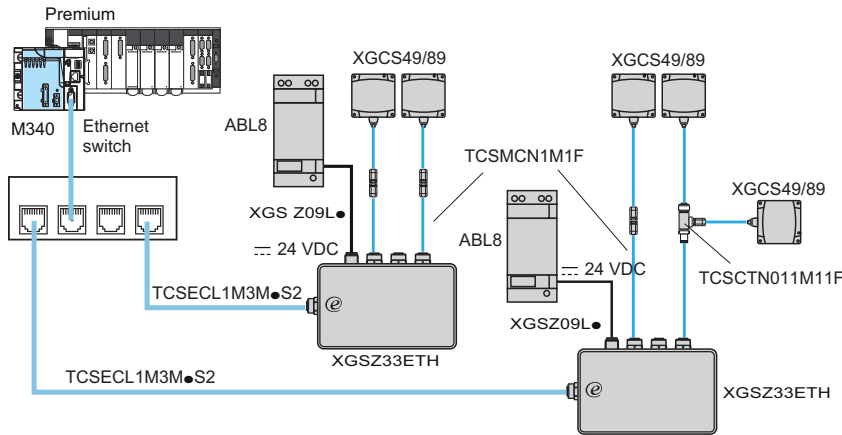 Premium
XGCS49/89
XGCS49/89
M340
Ethernet
switch
ABL8
TCSMCN1M1F
XGCS49/89
XGS Z09L●
ABL8
24 VDC
24 VDC
TCSCTN011M11F
TCSECL1M3M●S2
e
XGSZ09L●
XGSZ33ETH
TCSECL1M3M●S2
e
XGSZ33ETH